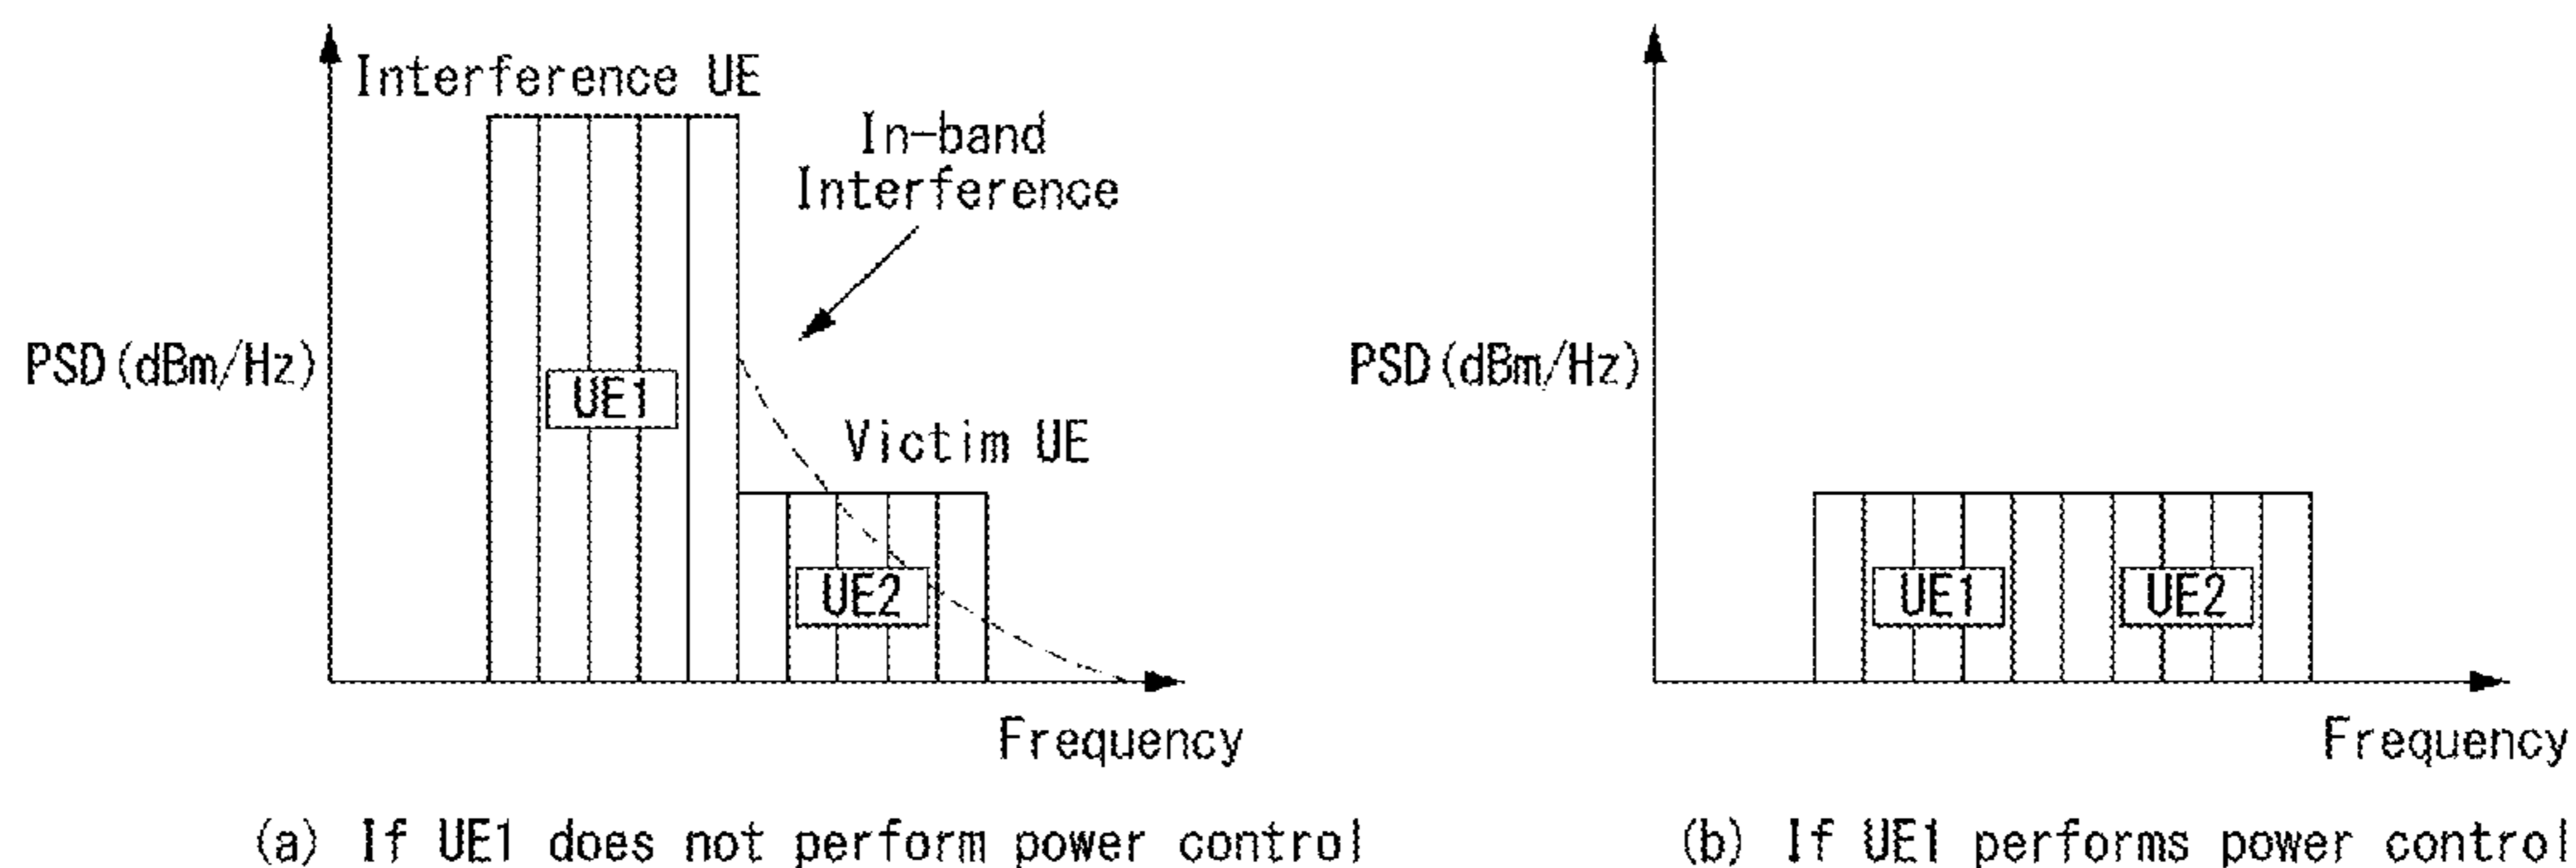 Interference UE
In-band
Interference
PSD(dBm/Hz)
UE1
Victim UE
UE2
Frequency
(a) If UE1 does not perform power control
PSD(dBm/Hz)
UE1
UE2
Frequency
(b) If UE1 performs power control